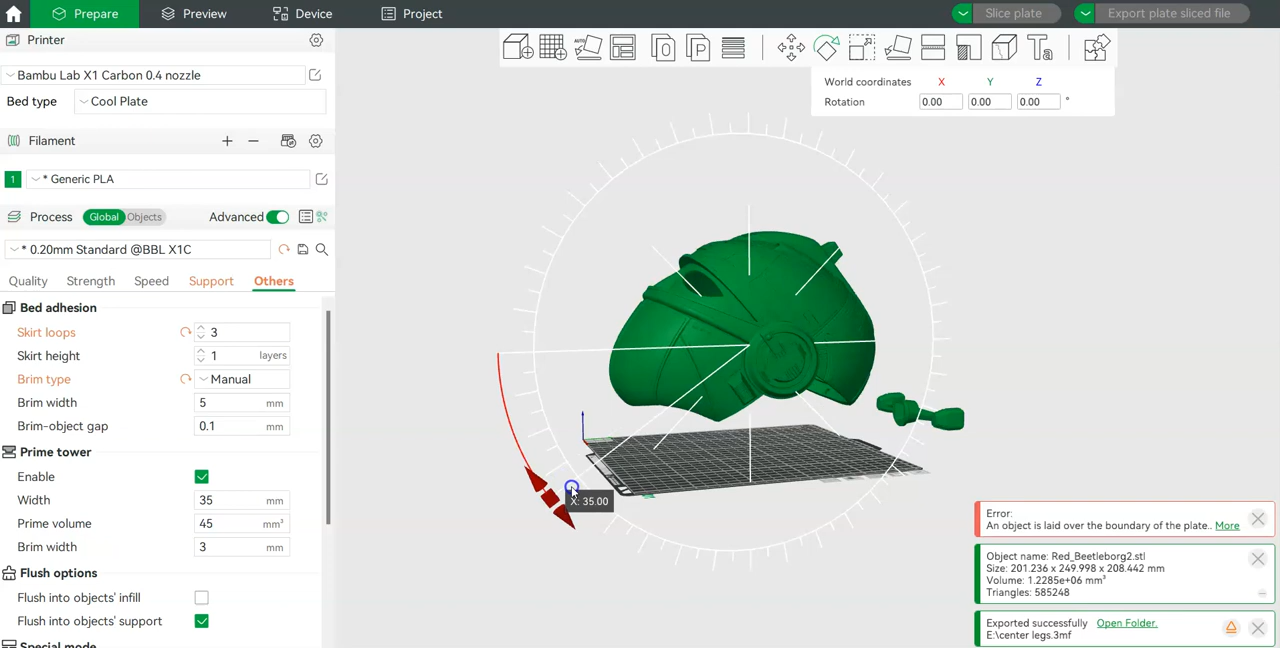 Prepare Preview Device Project Slice plate Export plate sliced file
Printer
Bambu Lab X1 Carbon 0.4 nozzle
Bed type Cool Plate
Filament
1 * Generic PLA
Process Global Objects Advanced
* 0.20mm Standard @BBL X1C
Quality Strength Speed Support Others
Bed adhesion
Skirt loops 3
Skirt height 1 layers
Brim type Manual
Brim width 5 mm
Brim-object gap 0.1 mm
Prime tower
Enable
Width 35 mm
Prime volume 45 mm³
Brim width 3 mm
Flush options
Flush into objects' infill
Flush into objects' support
Special mode
AUTO
O P Ta
World coordinates X Y Z
Rotation 0.00 0.00 0.00 °
X: 35.00
Error:
An object is laid over the boundary of the plate.. More
Object name: Red_Beetleborg2.stl
Size: 201.236 x 249.998 x 208.442 mm
Volume: 1.2285e+06 mm³
Triangles: 585248
Exported successfully Open Folder.
E:\center legs.3mf